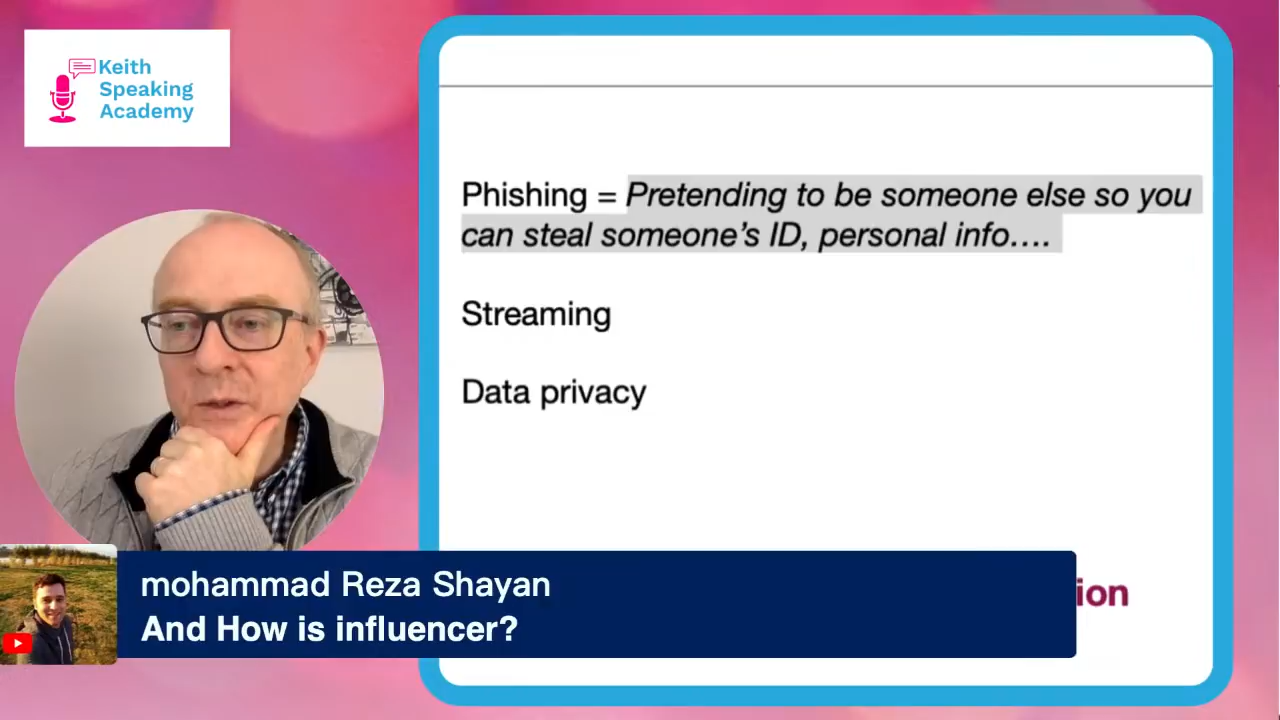 Keith
Speaking
Academy
Phishing = Pretending to be someone else so you
can steal someone's ID, personal info....
Streaming
Data privacy
ion
mohammad Reza Shayan
And How is influencer?